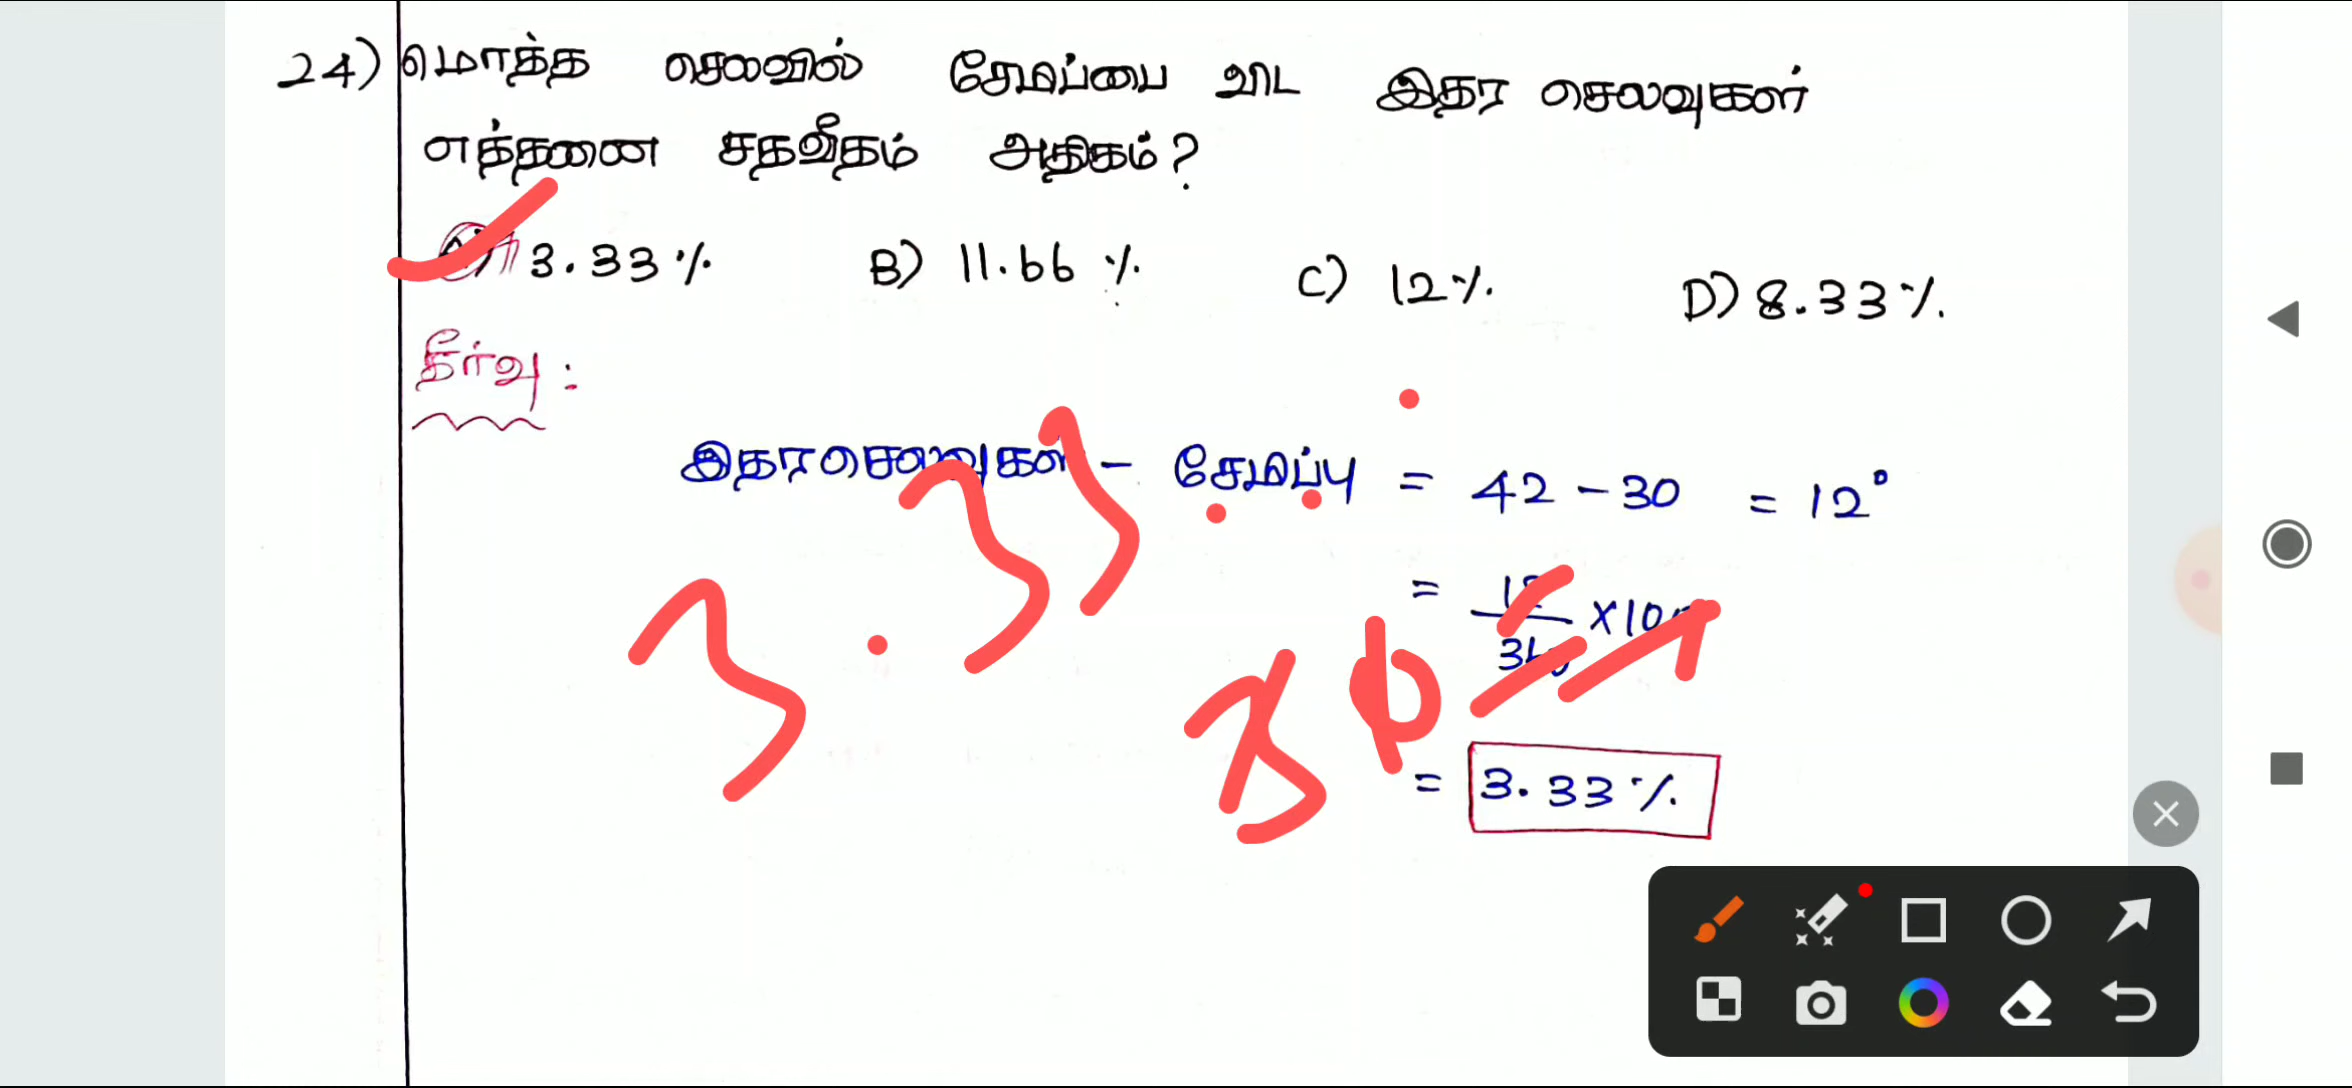 24) மொத்த செலவில் சேமிப்பை விட இதர செலவுகள்
எத்தனை சதவீதம் அதிகம்?
A) 3.33% B) 11.66% C) 12% D) 8.33%
தீர்வு:
இதரசெலவுகள் - சேமிப்பு = 42 - 30 = 12°
3.33
= 12/360 × 100
30
= 3.33%